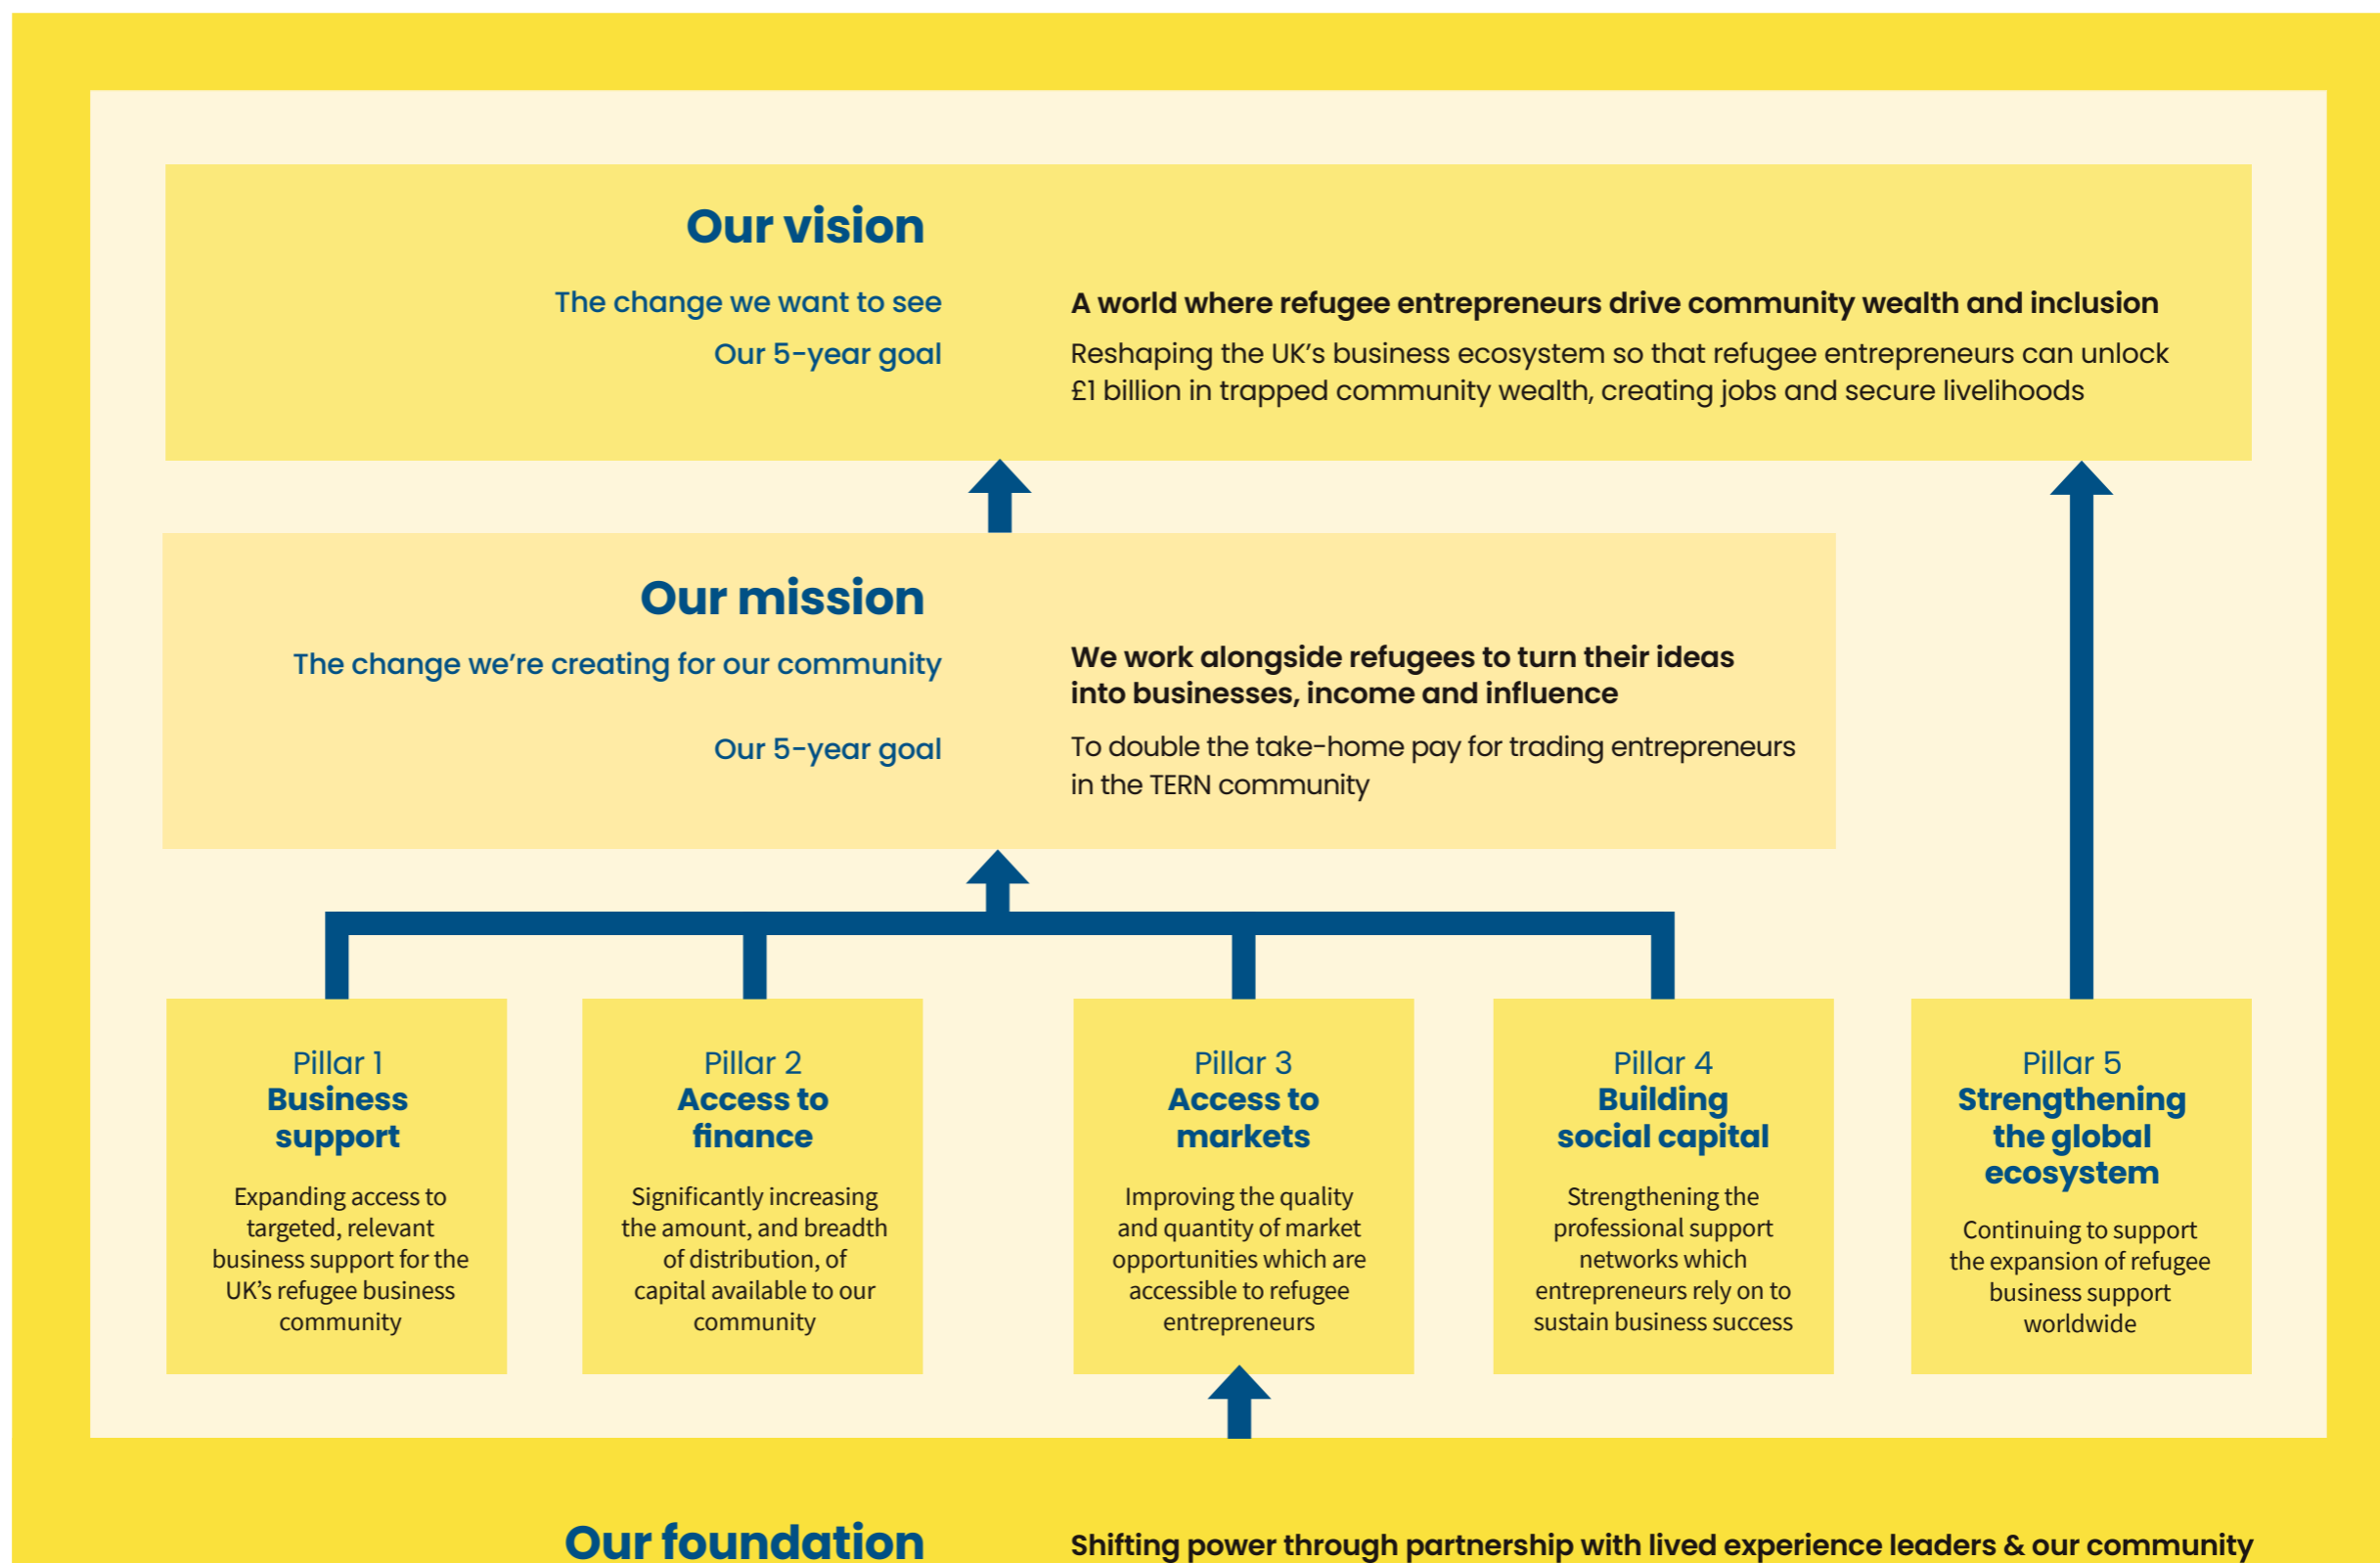 Our vision
The change we want to see
A world where refugee entrepreneurs drive community wealth and inclusion
Our 5-year goal
Reshaping the UK’s business ecosystem so that refugee entrepreneurs can unlock
£1 billion in trapped community wealth, creating jobs and secure livelihoods
Our mission
The change we’re creating for our community
We work alongside refugees to turn their ideas
into businesses, income and influence
Our 5-year goal
To double the take-home pay for trading entrepreneurs
in the TERN community
Pillar 1
Business
support
Expanding access to
targeted, relevant
business support for the
UK’s refugee business
community
Pillar 2
Access to
finance
Significantly increasing
the amount, and breadth
of distribution, of
capital available to our
community
Pillar 3
Access to
markets
Improving the quality
and quantity of market
opportunities which are
accessible to refugee
entrepreneurs
Pillar 4
Building
social capital
Strengthening the
professional support
networks which
entrepreneurs rely on to
sustain business success
Pillar 5
Strengthening
the global
ecosystem
Continuing to support
the expansion of refugee
business support
worldwide
Our foundation
Shifting power through partnership with lived experience leaders & our community